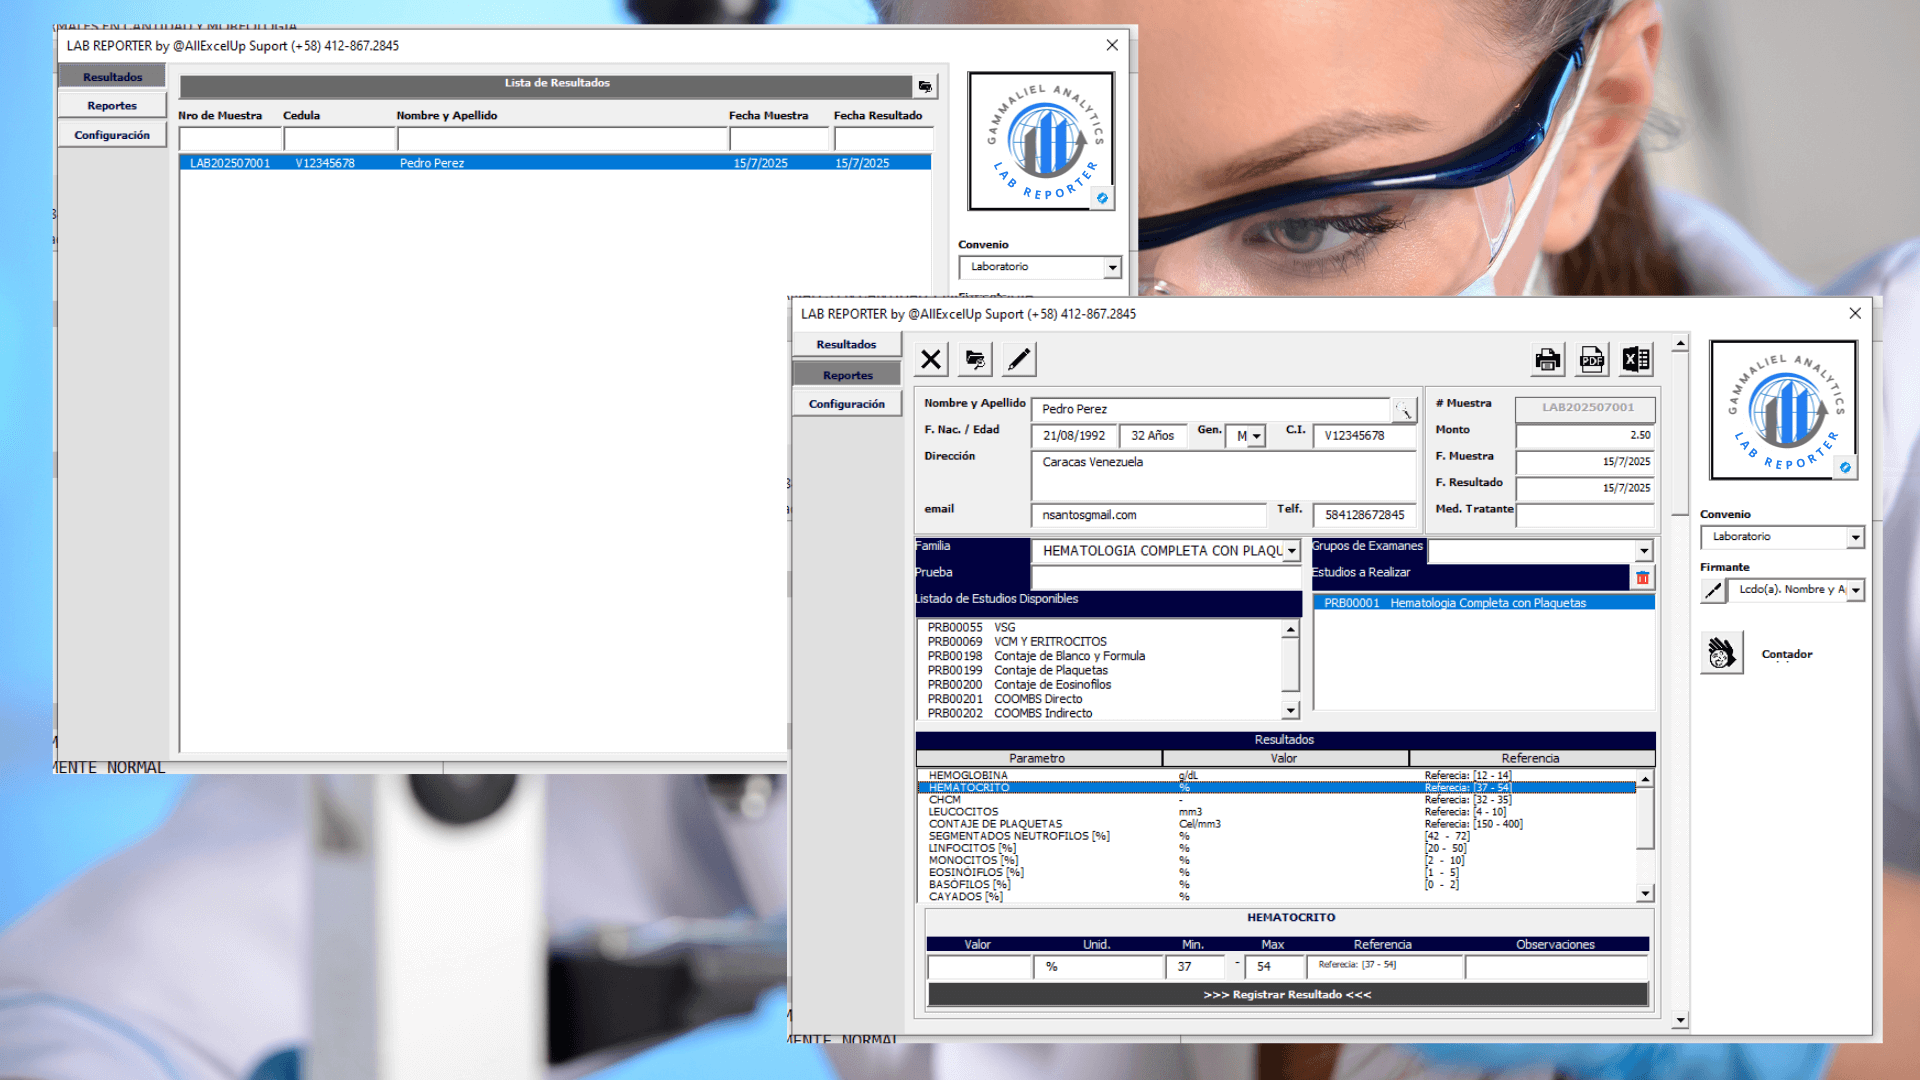 LAB REPORTER by @AllExcelUp Suport (+58) 412-867.2845
Resultados
Reportes
Configuración
Lista de Resultados
Nro de Muestra Cedula Nombre y Apellido Fecha Muestra Fecha Resultado
LAB202507001 V12345678 Pedro Perez 15/7/2025 15/7/2025
GAMMALIEL ANALYTICS
LAB REPORTER
Convenio
Laboratorio
MENTE NORMAL
LAB REPORTER by @AllExcelUp Suport (+58) 412-867.2845
Resultados
Reportes
Configuración
PDF
Nombre y Apellido Pedro Perez
F. Nac. / Edad 21/08/1992 32 Años Gen. M C.I. V12345678
Dirección Caracas Venezuela
email nsantosgmail.com Telf. 584128672845
# Muestra LAB202507001
Monto 2.50
F. Muestra 15/7/2025
F. Resultado 15/7/2025
Med. Tratante
Familia HEMATOLOGIA COMPLETA CON PLAQU
Prueba
Listado de Estudios Disponibles
PRB00055 VSG
PRB00069 VCM Y ERITROCITOS
PRB00198 Contaje de Blanco y Formula
PRB00199 Contaje de Plaquetas
PRB00200 Contaje de Eosinofilos
PRB00201 COOMBS Directo
PRB00202 COOMBS Indirecto
Grupos de Examanes
Estudios a Realizar
PRB00001 Hematologia Completa con Plaquetas
Resultados
Parametro Valor Referencia
HEMOGLOBINA g/dL Referecia: [12 - 14]
HEMATOCRITO % Referecia: [37 - 54]
CHCM - Referecia: [32 - 35]
LEUCOCITOS mm3 Referecia: [4 - 10]
CONTAJE DE PLAQUETAS Cel/mm3 Referecia: [150 - 400]
SEGMENTADOS NEUTROFILOS [%] % [42 - 72]
LINFOCITOS [%] % [20 - 50]
MONOCITOS [%] % [2 - 10]
EOSINOIFLOS [%] % [1 - 5]
BASÓFILOS [%] % [0 - 2]
CAYADOS [%] %
HEMATOCRITO
Valor Unid. Min. Max Referencia Observaciones
% 37 - 54 Referecia: [37 - 54]
>>> Registrar Resultado <<<
GAMMALIEL ANALYTICS
LAB REPORTER
Convenio
Laboratorio
Firmante
Lcdo(a). Nombre y A
Contador